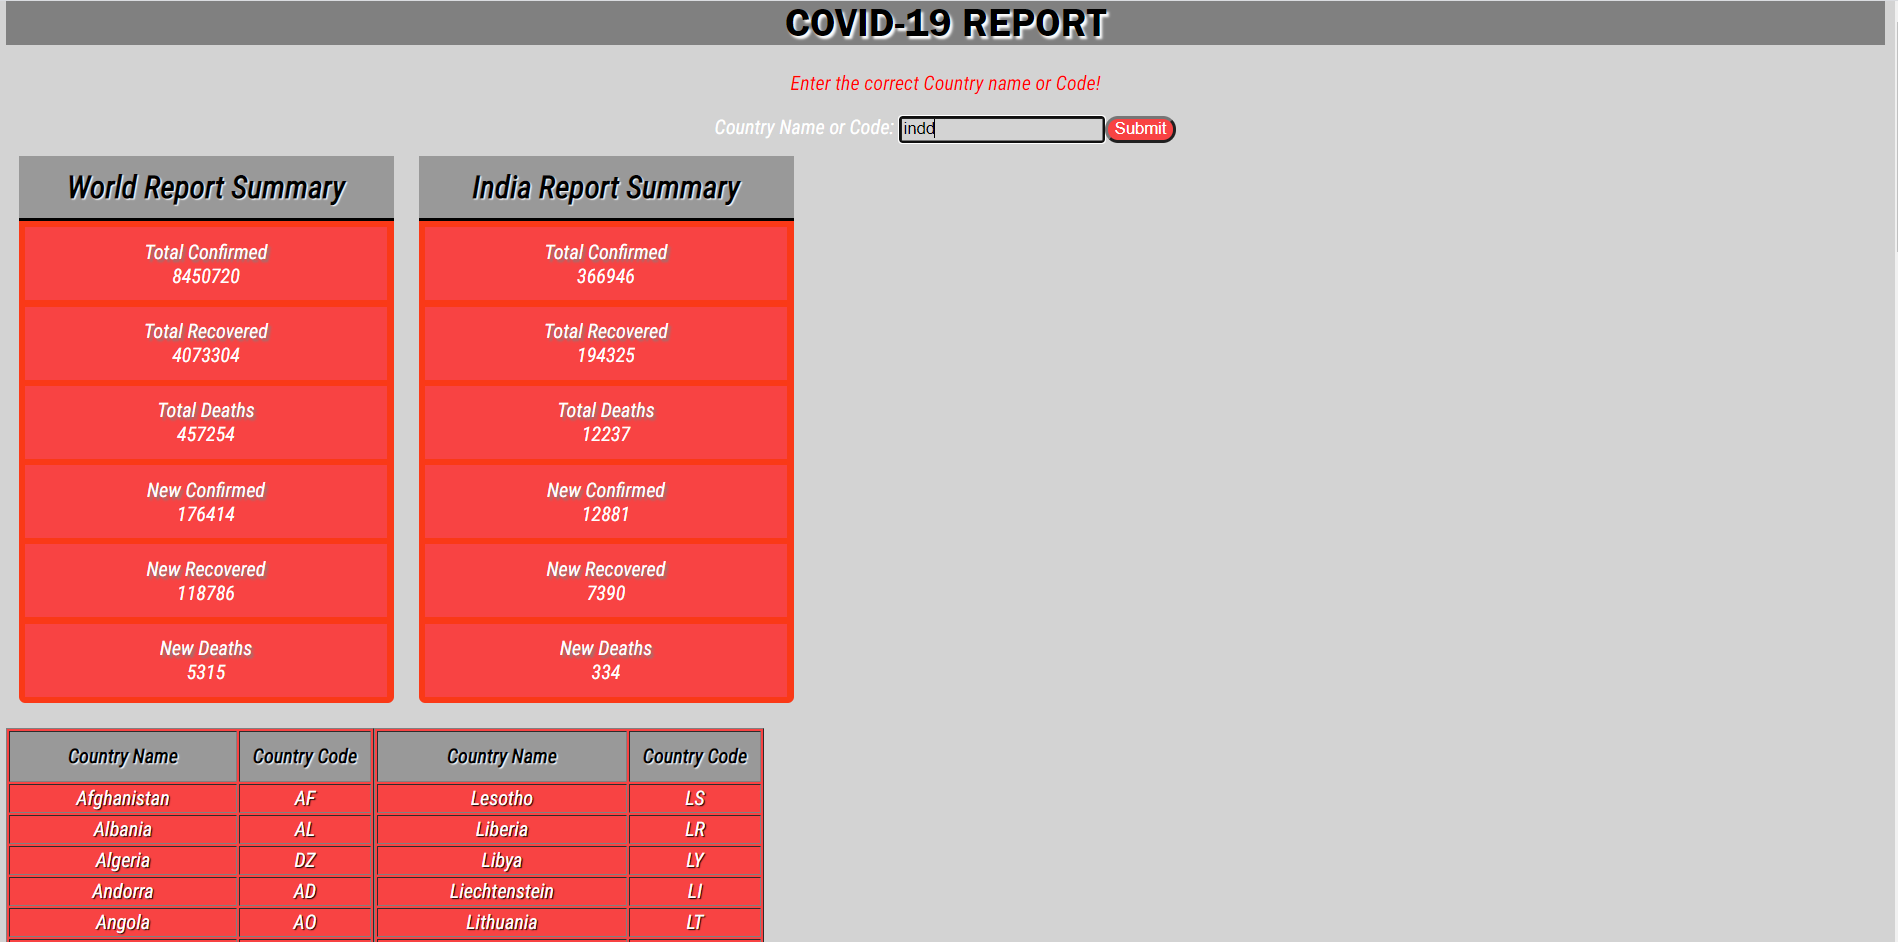 COVID-19 REPORT
Enter the correct Country name or Code!
Country Name or Code: indd Submit
World Report Summary
Total Confirmed
8450720
Total Recovered
4073304
Total Deaths
457254
New Confirmed
176414
New Recovered
118786
New Deaths
5315
India Report Summary
Total Confirmed
366946
Total Recovered
194325
Total Deaths
12237
New Confirmed
12881
New Recovered
7390
New Deaths
334
Country Name Country Code Country Name Country Code
Afghanistan AF Lesotho LS
Albania AL Liberia LR
Algeria DZ Libya LY
Andorra AD Liechtenstein LI
Angola AO Lithuania LT